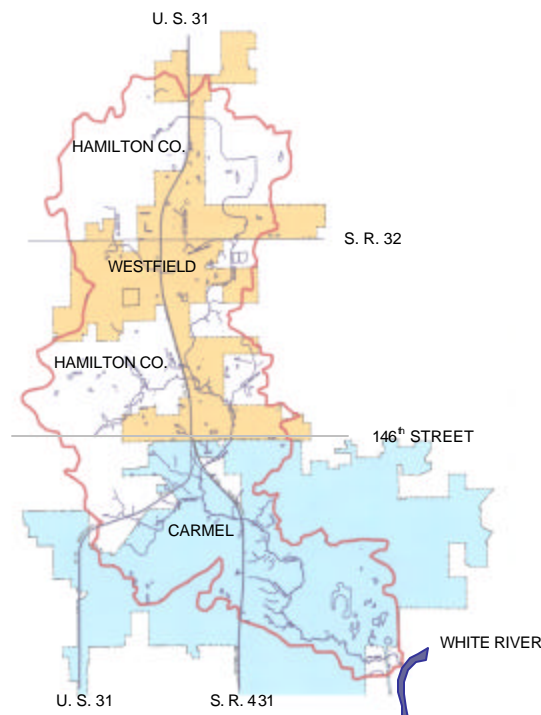 U. S. 31
HAMILTON CO.
S. R. 32
WESTFIELD
HAMILTON CO.
146th STREET
CARMEL
WHITE RIVER
U. S. 31
S. R. 431